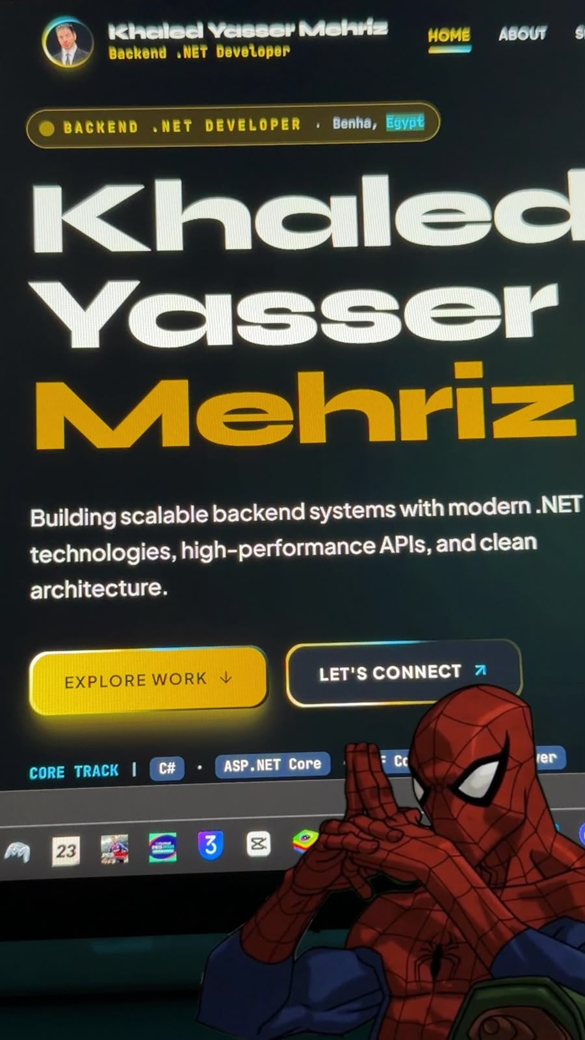 Khaled Yasser Mehriz
Backend .NET Developer
HOME ABOUT
BACKEND .NET DEVELOPER · Benha, Egypt
Khaled
Yasser
Mehriz
Building scalable backend systems with modern .NET
technologies, high-performance APIs, and clean
architecture.
EXPLORE WORK ↓ LET'S CONNECT ↗
CORE TRACK | C# · ASP.NET Core
23
3